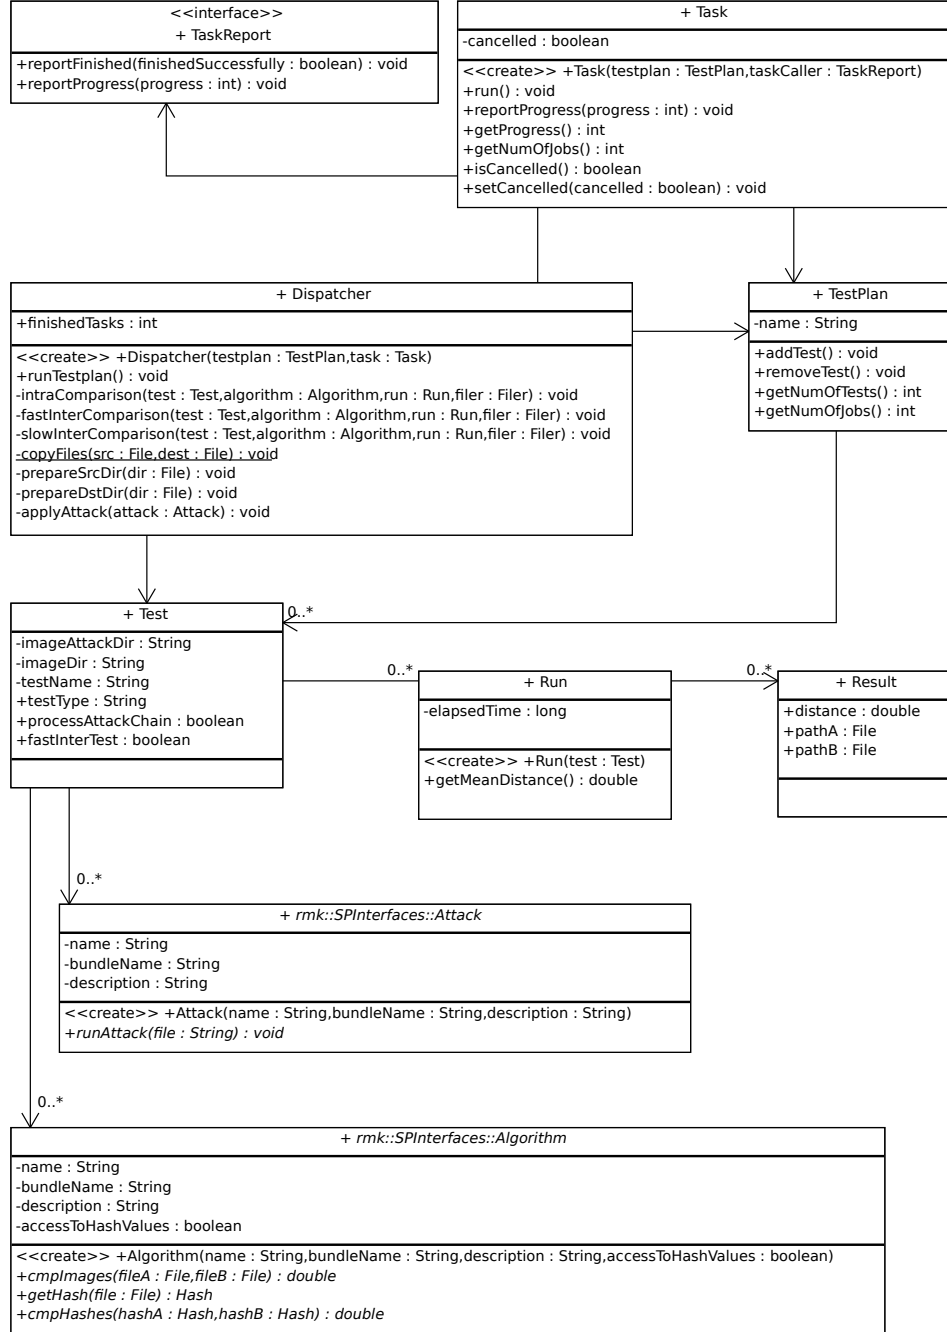 <<interface>>
+ TaskReport
+reportFinished(finishedSuccessfully : boolean) : void
+reportProgress(progress : int) : void
+ Task
-cancelled : boolean
<<create>> +Task(testplan : TestPlan,taskCaller : TaskReport)
+run() : void
+reportProgress(progress : int) : void
+getProgress() : int
+getNumOfJobs() : int
+isCancelled() : boolean
+setCancelled(cancelled : boolean) : void
+ Dispatcher
+finishedTasks : int
<<create>> +Dispatcher(testplan : TestPlan,task : Task)
+runTestplan() : void
-intraComparison(test : Test,algorithm : Algorithm,run : Run,filer : Filer) : void
-fastInterComparison(test : Test,algorithm : Algorithm,run : Run,filer : Filer) : void
-slowInterComparison(test : Test,algorithm : Algorithm,run : Run,filer : Filer) : void
-copyFiles(src : File,dest : File) : void
-prepareSrcDir(dir : File) : void
-prepareDstDir(dir : File) : void
-applyAttack(attack : Attack) : void
+ TestPlan
-name : String
+addTest() : void
+removeTest() : void
+getNumOfTests() : int
+getNumOfJobs() : int
+ Test
0..*
-imageAttackDir : String
-imageDir : String
-testName : String
+testType : String
+processAttackChain : boolean
+fastInterTest : boolean
0..*
+ Run
-elapsedTime : long
<<create>> +Run(test : Test)
+getMeanDistance() : double
0..*
+ Result
+distance : double
+pathA : File
+pathB : File
0..*
+ rmk::SPInterfaces::Attack
-name : String
-bundleName : String
-description : String
<<create>> +Attack(name : String,bundleName : String,description : String)
+runAttack(file : String) : void
0..*
+ rmk::SPInterfaces::Algorithm
-name : String
-bundleName : String
-description : String
-accessToHashValues : boolean
<<create>> +Algorithm(name : String,bundleName : String,description : String,accessToHashValues : boolean)
+cmpImages(fileA : File,fileB : File) : double
+getHash(file : File) : Hash
+cmpHashes(hashA : Hash,hashB : Hash) : double